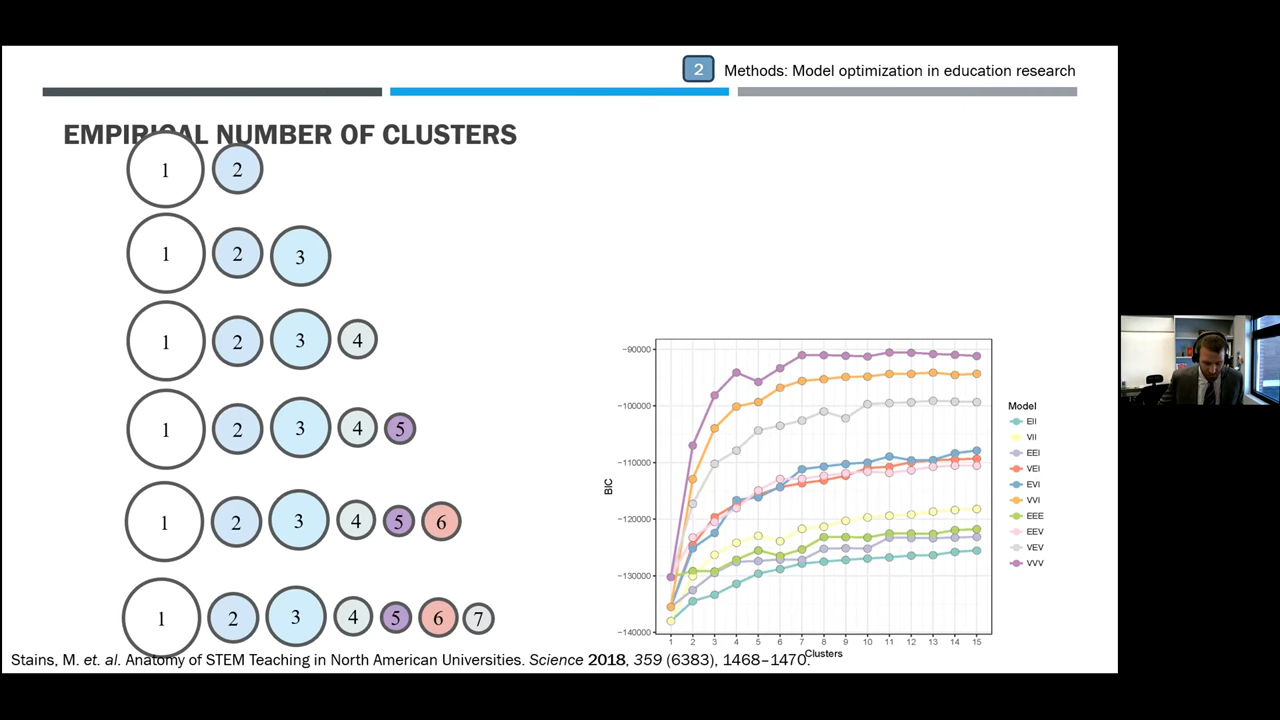 2 Methods: Model optimization in education research
EMPIRICAL NUMBER OF CLUSTERS
1 2
1 2 3
1 2 3 4
1 2 3 4 5
1 2 3 4 5 6
1 2 3 4 5 6 7
BIC
−90000
−100000
−110000
−120000
−130000
−140000
1 2 3 4 5 6 7 8 9 10 11 12 13 14 15
Clusters
Model
EII
VII
EEI
VEI
EVI
VVI
EEE
EEV
VEV
VVV
Stains, M. et. al. Anatomy of STEM Teaching in North American Universities. Science 2018, 359 (6383), 1468–1470.